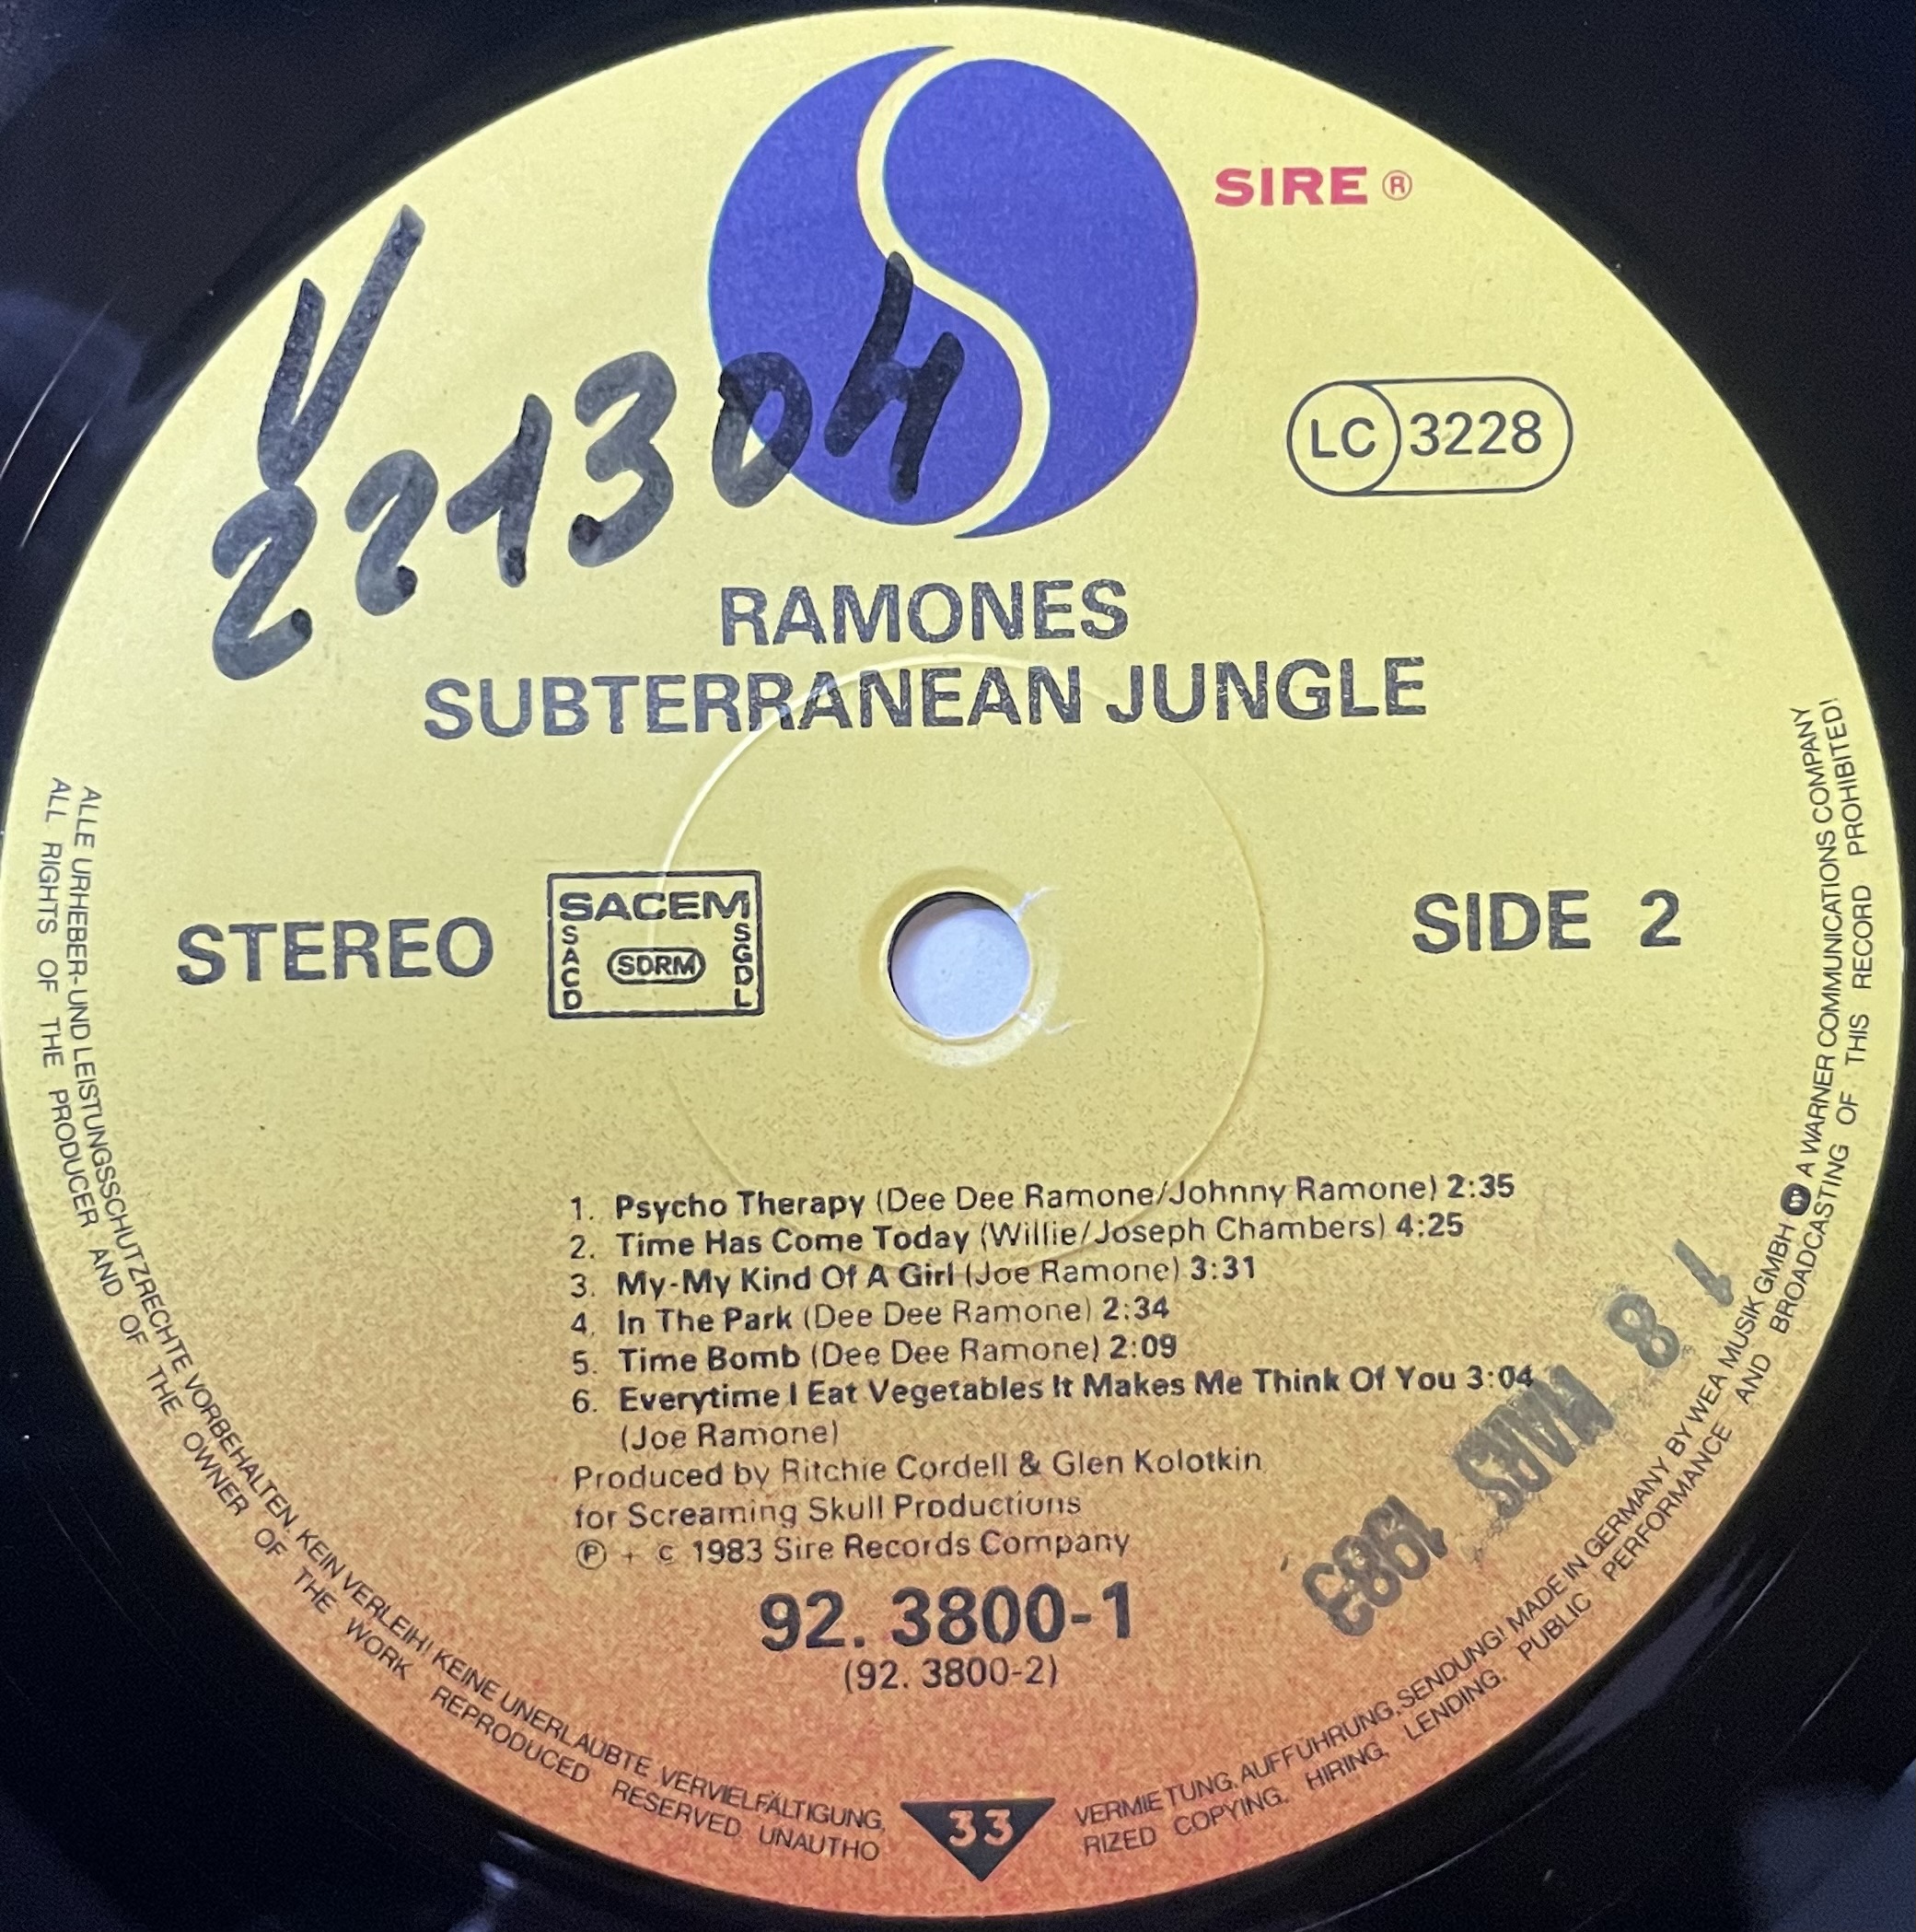 SIRE ®
V
221304
LC 3228
RAMONES
SUBTERRANEAN JUNGLE
STEREO
SACEM
SACD
SDRM
SGDL
SIDE 2
1. Psycho Therapy (Dee Dee Ramone/Johnny Ramone) 2:35
2. Time Has Come Today (Willie/Joseph Chambers) 4:25
3. My-My Kind Of A Girl (Joe Ramone) 3:31
4. In The Park (Dee Dee Ramone) 2:34
5. Time Bomb (Dee Dee Ramone) 2:09
6. Everytime I Eat Vegetables It Makes Me Think Of You 3:04
(Joe Ramone)
Produced by Ritchie Cordell & Glen Kolotkin
for Screaming Skull Productions
℗ + c 1983 Sire Records Company
92. 3800-1
(92. 3800-2)
18 MARS 1983
33
ALLE URHEBER- UND LEISTUNGSSCHUTZRECHTE VORBEHALTEN. KEIN VERLEIH! KEINE UNERLAUBTE VERVIELFÄLTIGUNG, VERMIETUNG, AUFFÜHRUNG, SENDUNG! MADE IN GERMANY BY WEA MUSIK GMBH W A WARNER COMMUNICATIONS COMPANY
ALL RIGHTS OF THE PRODUCER AND OF THE OWNER OF THE WORK REPRODUCED RESERVED. UNAUTHORIZED COPYING, HIRING, LENDING, PUBLIC PERFORMANCE AND BROADCASTING OF THIS RECORD PROHIBITED!